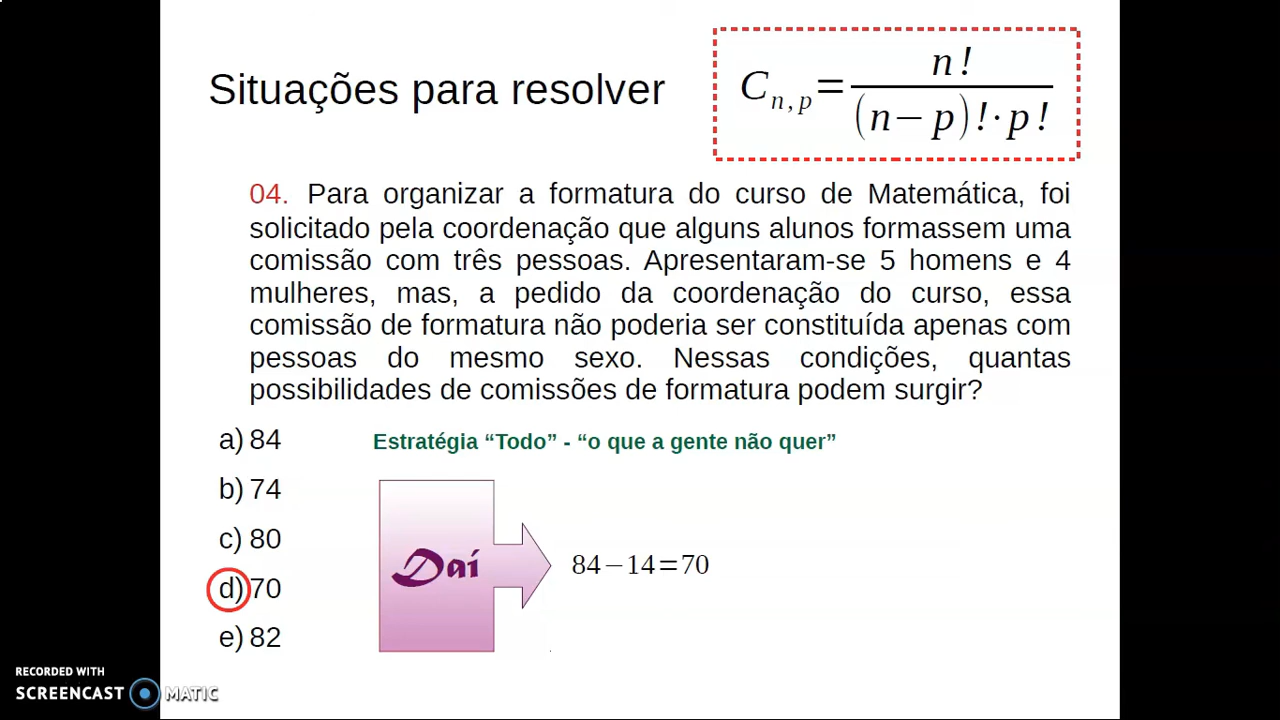 Situações para resolver
C n,p = n! / (n−p)!·p!
04. Para organizar a formatura do curso de Matemática, foi
solicitado pela coordenação que alguns alunos formassem uma
comissão com três pessoas. Apresentaram-se 5 homens e 4
mulheres, mas, a pedido da coordenação do curso, essa
comissão de formatura não poderia ser constituída apenas com
pessoas do mesmo sexo. Nessas condições, quantas
possibilidades de comissões de formatura podem surgir?
a) 84
Estratégia “Todo” - “o que a gente não quer”
b) 74
c) 80
Daí
84−14=70
d) 70
e) 82
RECORDED WITH
SCREENCAST MATIC